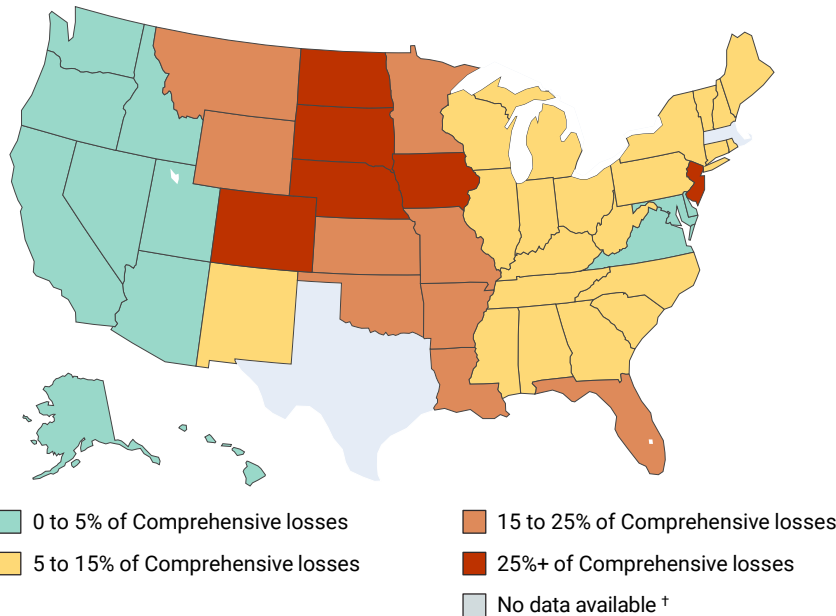 0 to 5% of Comprehensive losses
5 to 15% of Comprehensive losses
15 to 25% of Comprehensive losses
25%+ of Comprehensive losses
No data available †